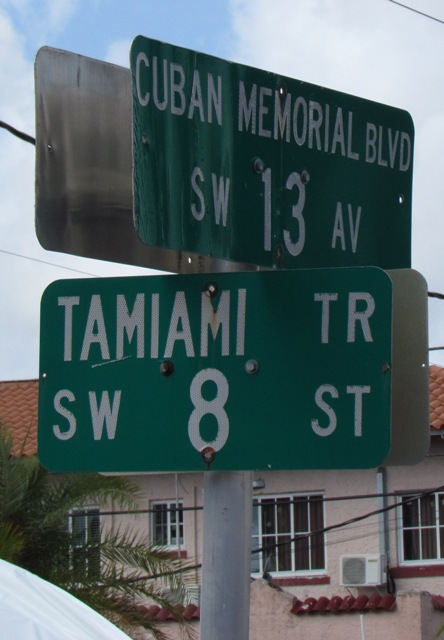 CUBAN MEMORIAL BLVD
SW 13 AV
TAMIAMI TR
SW 8 ST